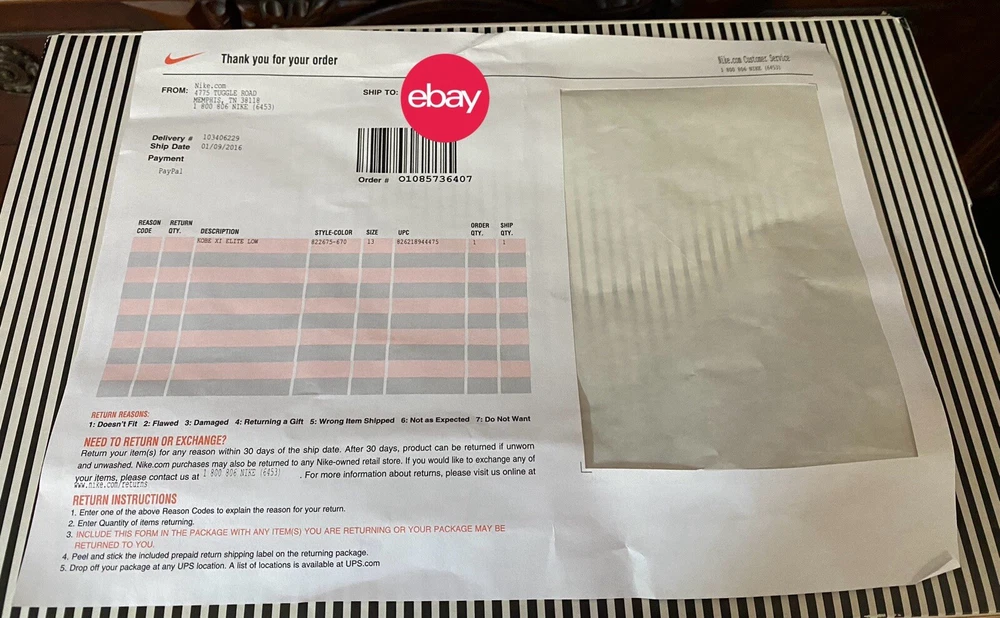 Thank you for your order
Nike.com Customer Service
1 800 806 NIKE (6453)
FROM: Nike.com
4775 TUGGLE ROAD
MEMPHIS, TN 38118
1 800 806 NIKE (6453)
SHIP TO:
ebay
Delivery # 103406229
Ship Date 01/09/2016
Payment
PayPal
Order # O1085736407
REASON CODE RETURN QTY. DESCRIPTION STYLE-COLOR SIZE UPC ORDER QTY. SHIP QTY.
KOBE XI ELITE LOW 822675-670 13 826218944475 1 1
RETURN REASONS:
1: Doesn't Fit 2: Flawed 3: Damaged 4: Returning a Gift 5: Wrong Item Shipped 6: Not as Expected 7: Do Not Want
NEED TO RETURN OR EXCHANGE?
Return your item(s) for any reason within 30 days of the ship date. After 30 days, product can be returned if unworn
and unwashed. Nike.com purchases may also be returned to any Nike-owned retail store. If you would like to exchange any of
your items, please contact us at 1 800 806 NIKE (6453) . For more information about returns, please visit us online at
www.nike.com/returns
RETURN INSTRUCTIONS
1. Enter one of the above Reason Codes to explain the reason for your return.
2. Enter Quantity of items returning.
3. INCLUDE THIS FORM IN THE PACKAGE WITH ANY ITEM(S) YOU ARE RETURNING OR YOUR PACKAGE MAY BE
RETURNED TO YOU.
4. Peel and stick the included prepaid return shipping label on the returning package.
5. Drop off your package at any UPS location. A list of locations is available at UPS.com